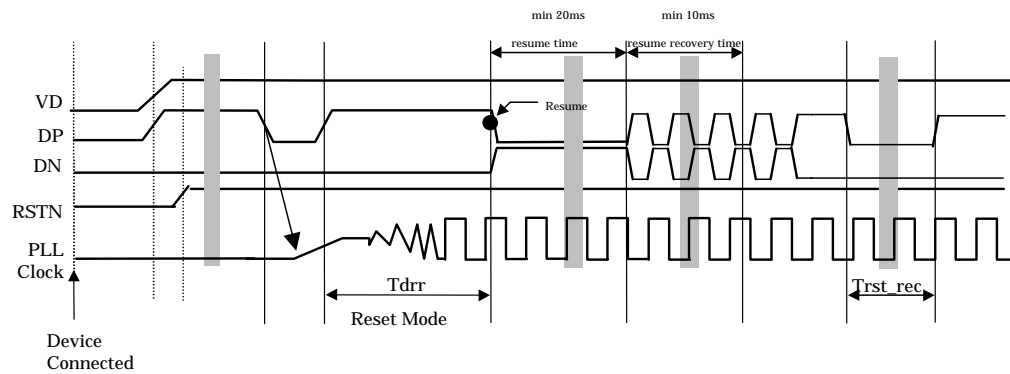 min 20ms
min 10ms
resume time
resume recovery time
VD
Resume
DP
DN
RSTN
PLL
Clock
Tdrr
Trst_rec
Reset Mode
Device
Connected